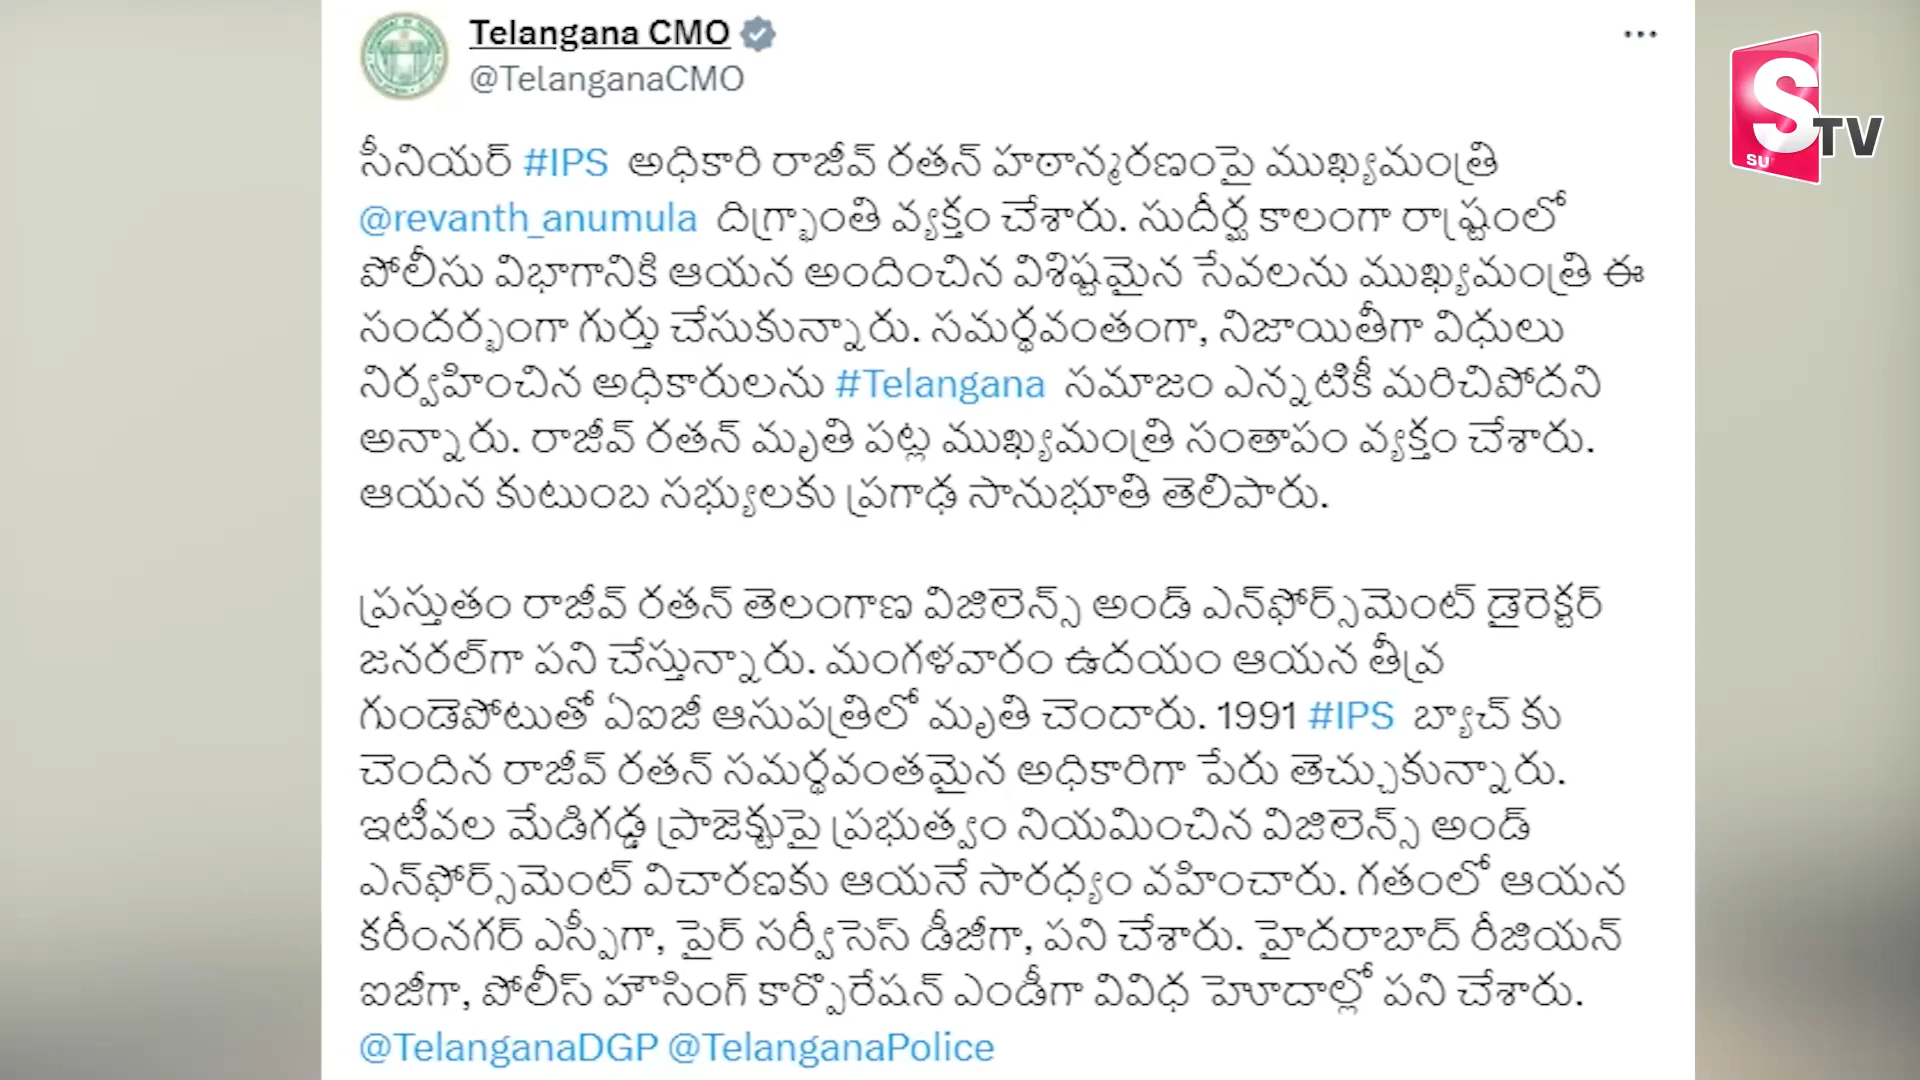 Telangana CMO
@TelanganaCMO
సీనియర్ #IPS అధికారి రాజీవ్ రతన్ హఠాన్మరణంపై ముఖ్యమంత్రి
@revanth_anumula దిగ్భ్రాంతి వ్యక్తం చేశారు. సుదీర్ఘ కాలంగా రాష్ట్రంలో
పోలీసు విభాగానికి ఆయన అందించిన విశిష్టమైన సేవలను ముఖ్యమంత్రి ఈ
సందర్భంగా గుర్తు చేసుకున్నారు. సమర్థవంతంగా, నిజాయితీగా విధులు
నిర్వహించిన అధికారులను #Telangana సమాజం ఎన్నటికీ మరిచిపోదని
అన్నారు. రాజీవ్ రతన్ మృతి పట్ల ముఖ్యమంత్రి సంతాపం వ్యక్తం చేశారు.
ఆయన కుటుంబ సభ్యులకు ప్రగాఢ సానుభూతి తెలిపారు.
ప్రస్తుతం రాజీవ్ రతన్ తెలంగాణ విజిలెన్స్ అండ్ ఎన్‌ఫోర్స్‌మెంట్ డైరెక్టర్
జనరల్‌గా పని చేస్తున్నారు. మంగళవారం ఉదయం ఆయన తీవ్ర
గుండెపోటుతో ఏఐజీ ఆసుపత్రిలో మృతి చెందారు. 1991 #IPS బ్యాచ్ కు
చెందిన రాజీవ్ రతన్ సమర్థవంతమైన అధికారిగా పేరు తెచ్చుకున్నారు.
ఇటీవల మేడిగడ్డ ప్రాజెక్టుపై ప్రభుత్వం నియమించిన విజిలెన్స్ అండ్
ఎన్‌ఫోర్స్‌మెంట్ విచారణకు ఆయనే సారథ్యం వహించారు. గతంలో ఆయన
కరీంనగర్ ఎస్పీగా, ఫైర్ సర్వీసెస్ డీజీగా, పని చేశారు. హైదరాబాద్ రీజియన్
ఐజీగా, పోలీస్ హౌసింగ్ కార్పొరేషన్ ఎండీగా వివిధ హెూదాల్లో పని చేశారు.
@TelanganaDGP @TelanganaPolice
S TV
SU